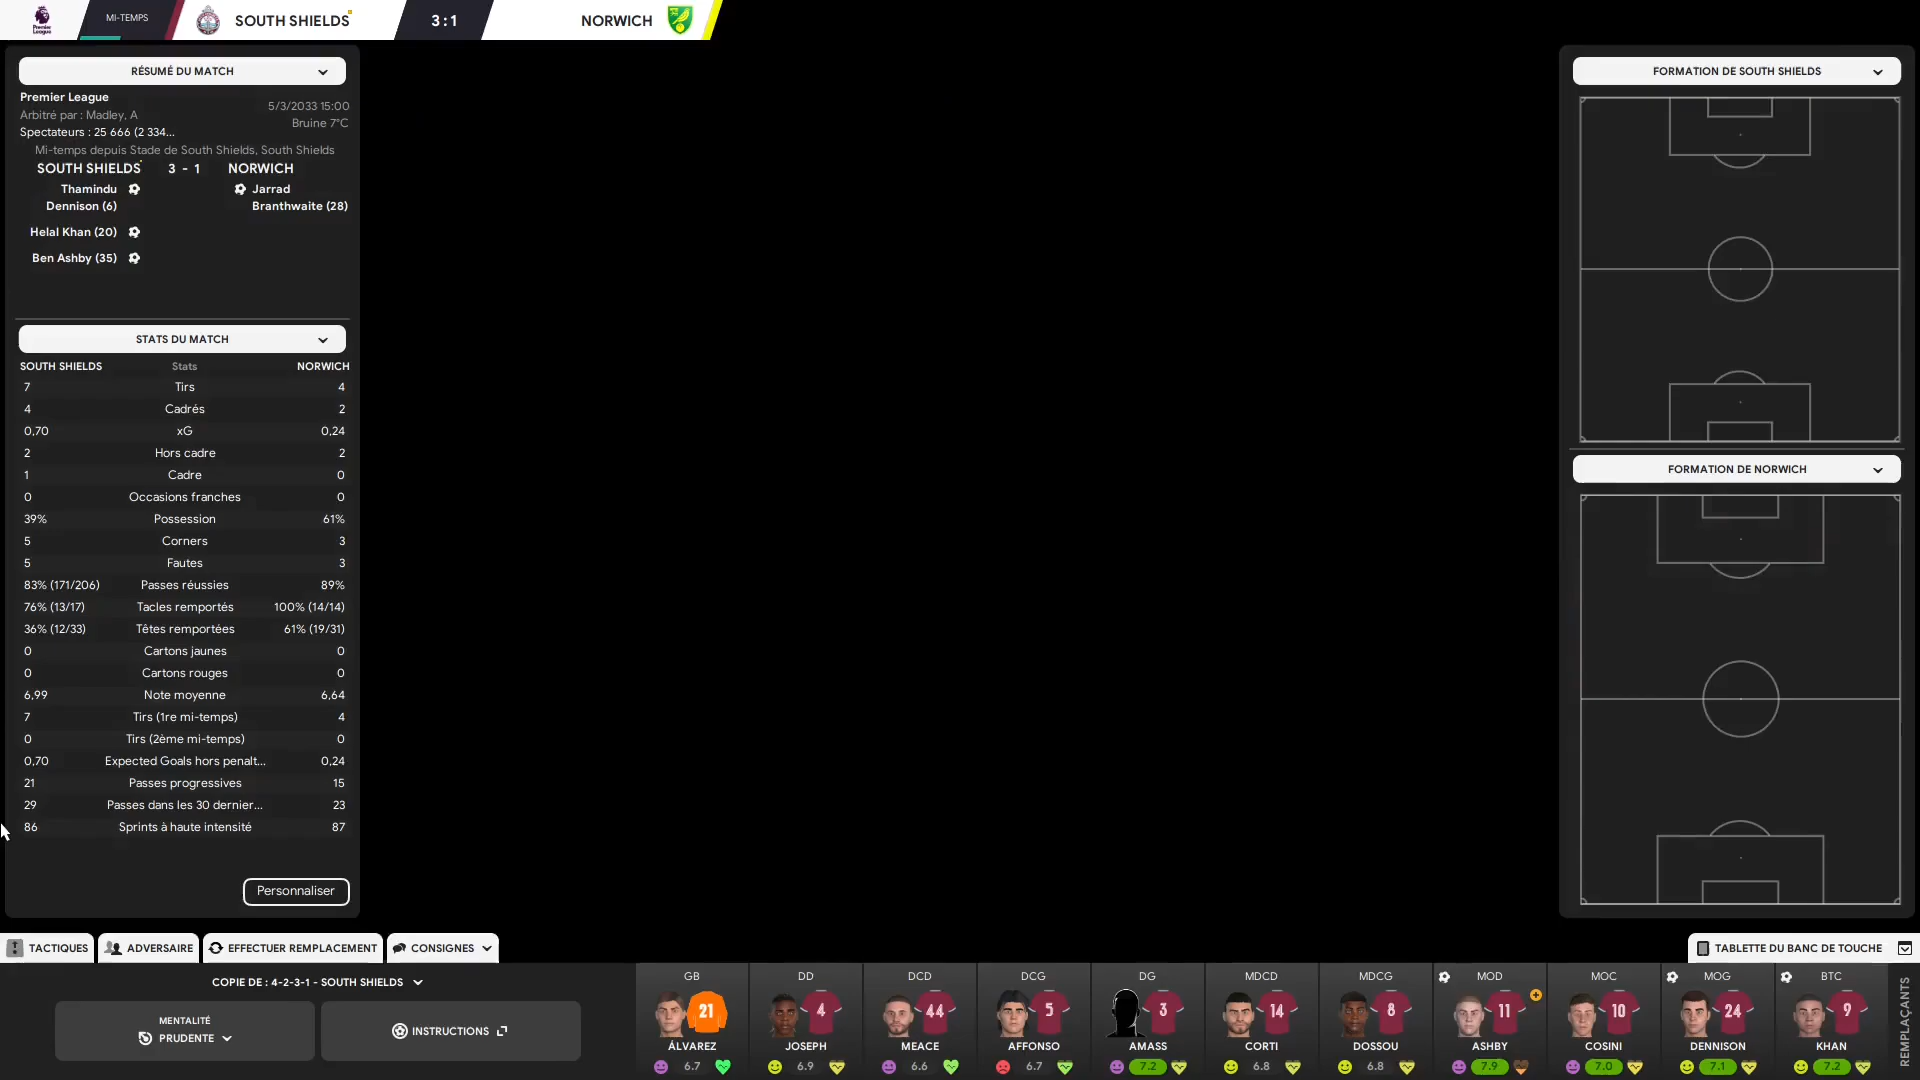 Premier League
MI-TEMPS
SOUTH SHIELDS
3 : 1
NORWICH
RÉSUMÉ DU MATCH
Premier League
5/3/2033 15:00
Arbitré par : Madley, A
Bruine 7°C
Spectateurs : 25 666 (2 334...
Mi-temps depuis Stade de South Shields, South Shields
SOUTH SHIELDS 3 - 1 NORWICH
Thamindu Dennison (6)
Jarrad Branthwaite (28)
Helal Khan (20)
Ben Ashby (35)
STATS DU MATCH
SOUTH SHIELDS Stats NORWICH
7 Tirs 4
4 Cadrés 2
0,70 xG 0,24
2 Hors cadre 2
1 Cadre 0
0 Occasions franches 0
39% Possession 61%
5 Corners 3
5 Fautes 3
83% (171/206) Passes réussies 89%
76% (13/17) Tacles remportés 100% (14/14)
36% (12/33) Têtes remportées 61% (19/31)
0 Cartons jaunes 0
0 Cartons rouges 0
6,99 Note moyenne 6,64
7 Tirs (1re mi-temps) 4
0 Tirs (2ème mi-temps) 0
0,70 Expected Goals hors penalt... 0,24
21 Passes progressives 15
29 Passes dans les 30 dernier... 23
86 Sprints à haute intensité 87
Personnaliser
FORMATION DE SOUTH SHIELDS
FORMATION DE NORWICH
TACTIQUES
ADVERSAIRE
EFFECTUER REMPLACEMENT
CONSIGNES
TABLETTE DU BANC DE TOUCHE
COPIE DE : 4-2-3-1 - SOUTH SHIELDS
MENTALITÉ
PRUDENTE
INSTRUCTIONS
GB DD DCD DCG DG MDCD MDCG MOD MOC MOG BTC
21 4 44 5 3 14 8 11 10 24 9
ÁLVAREZ JOSEPH MEACE AFFONSO AMASS CORTI DOSSOU ASHBY COSINI DENNISON KHAN
6.7 6.9 6.6 6.7 7.2 6.8 6.8 7.9 7.0 7.1 7.2
REMPLAÇANTS